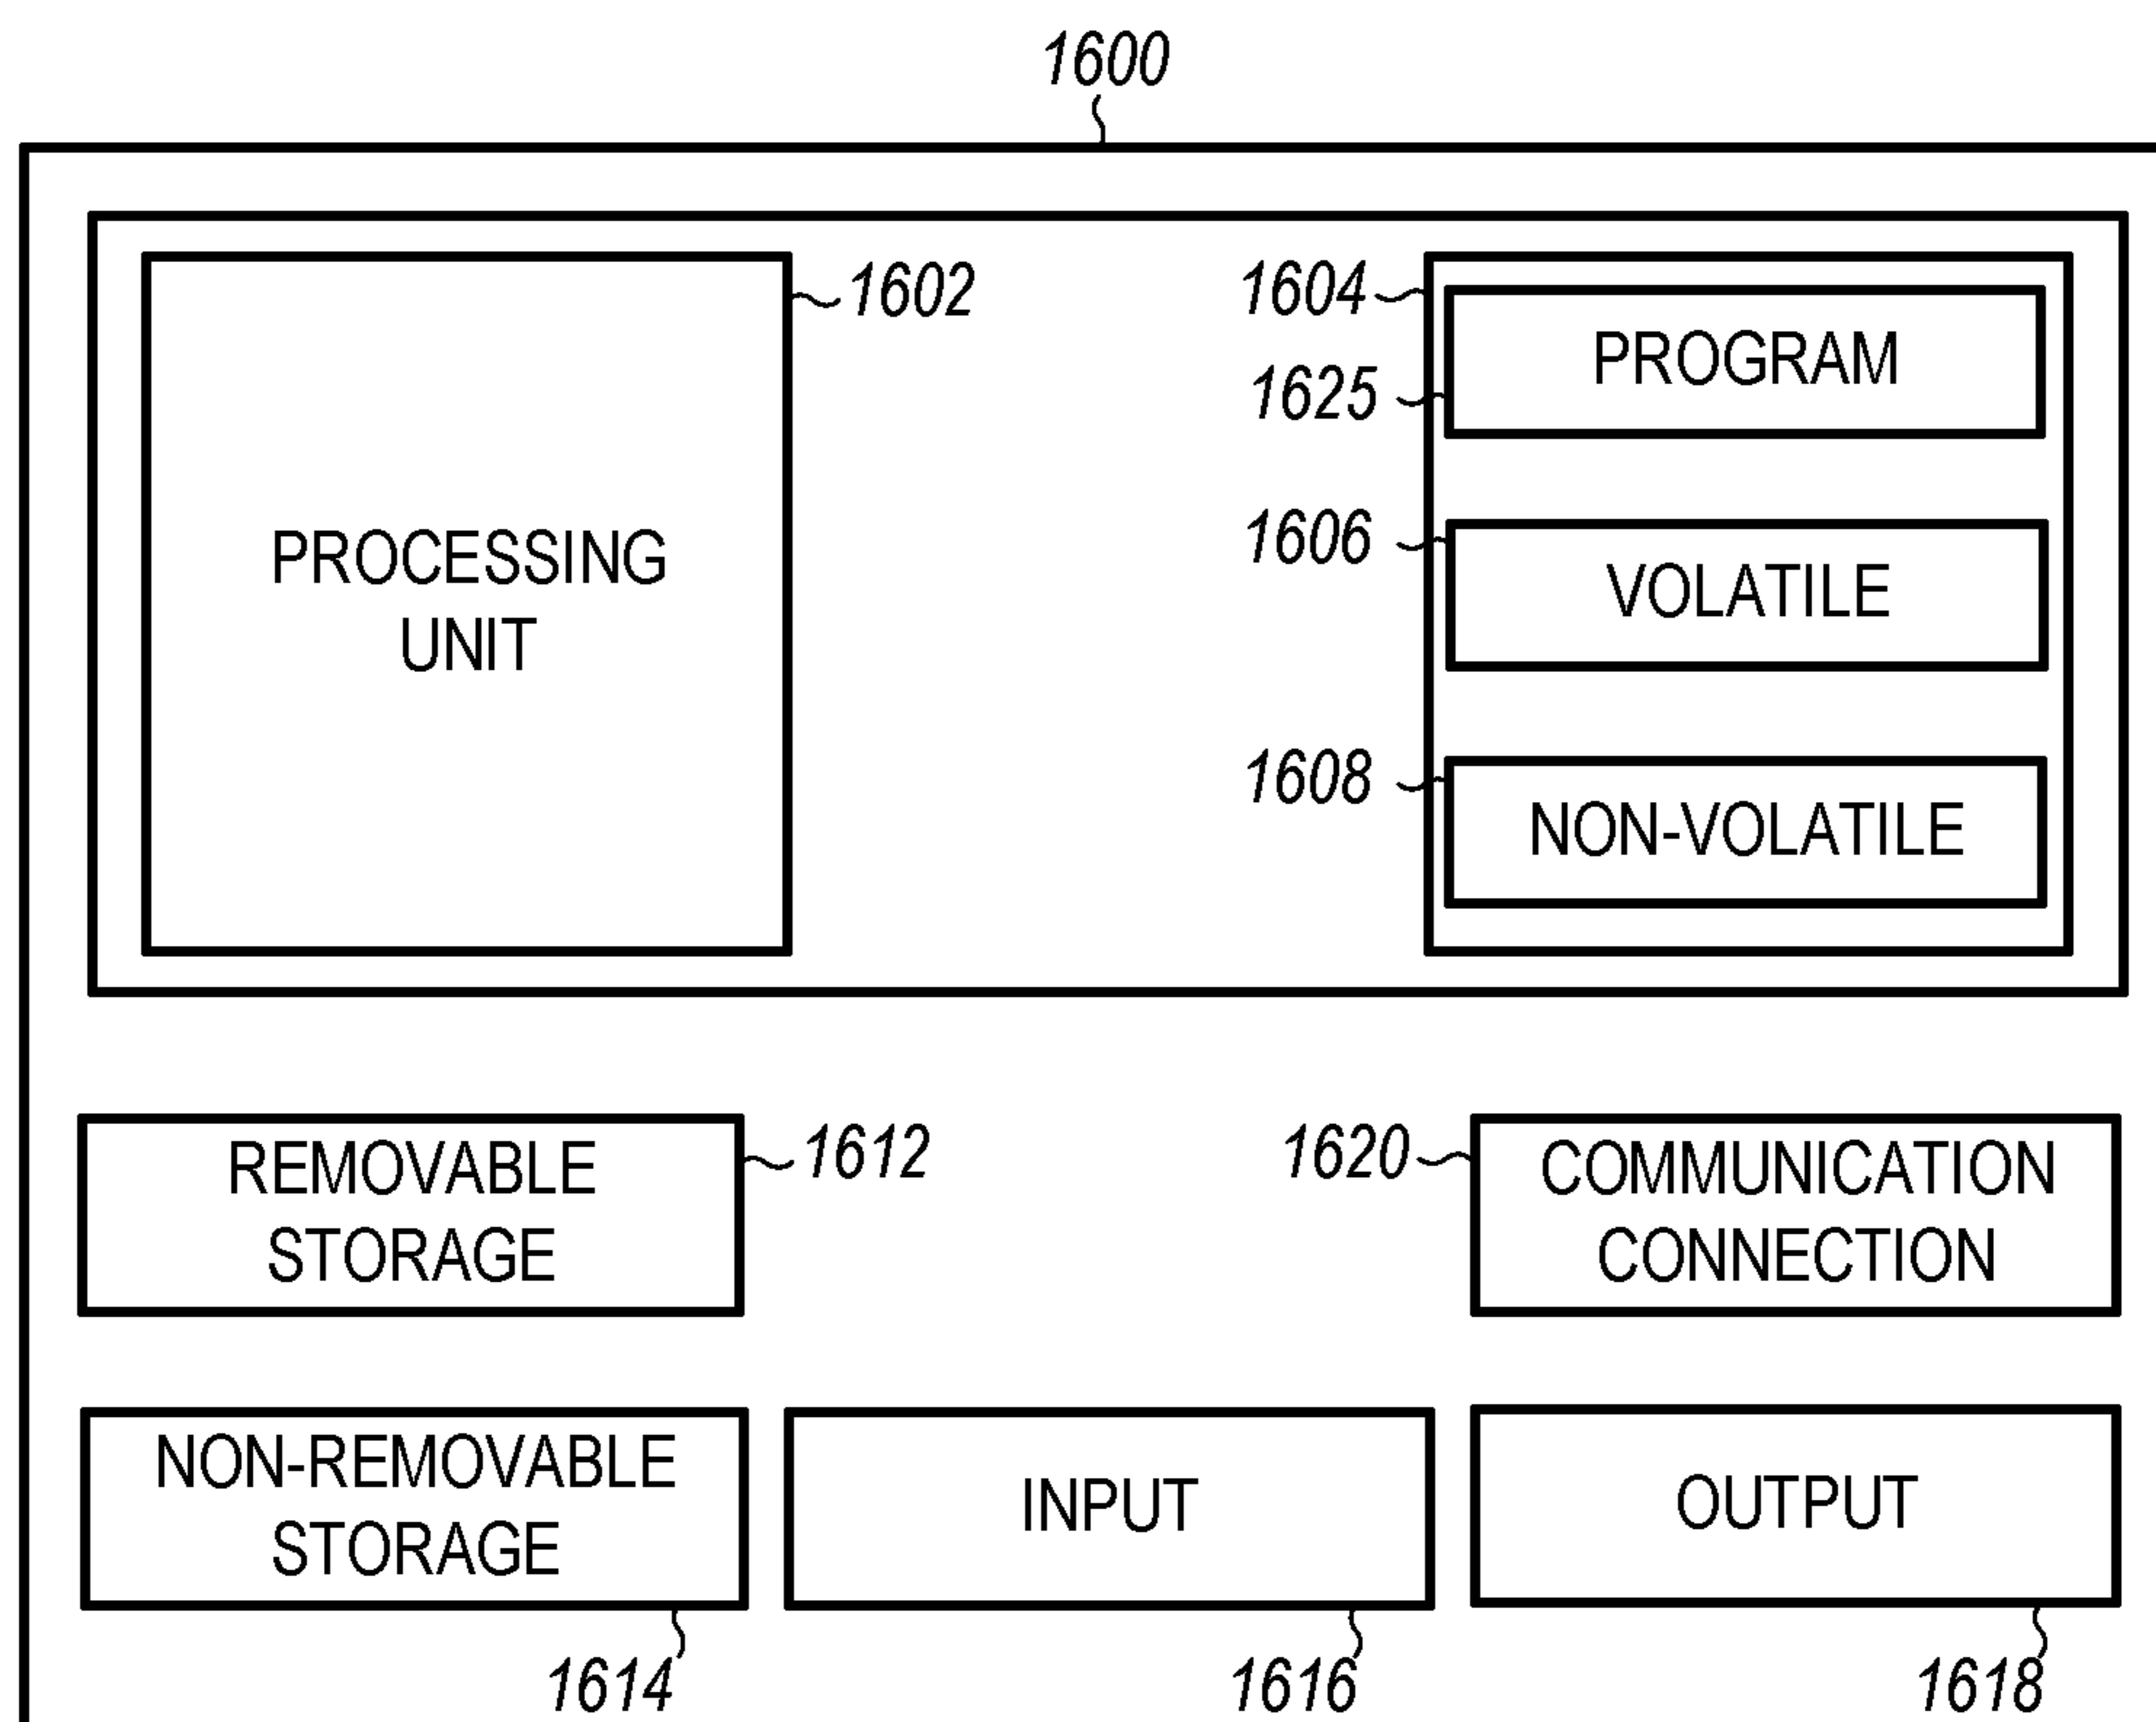 1600
1602
PROCESSING
UNIT
1604
PROGRAM
1625
1606
VOLATILE
1608
NON-VOLATILE
REMOVABLE
STORAGE
1612
1620
COMMUNICATION
CONNECTION
NON-REMOVABLE
STORAGE
1614
INPUT
1616
OUTPUT
1618